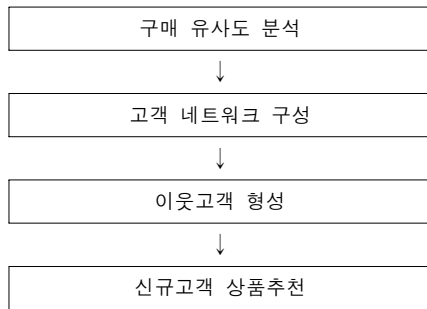 구매 유사도 분석
↓
고객 네트워크 구성
↓
이웃고객 형성
↓
신규고객 상품추천